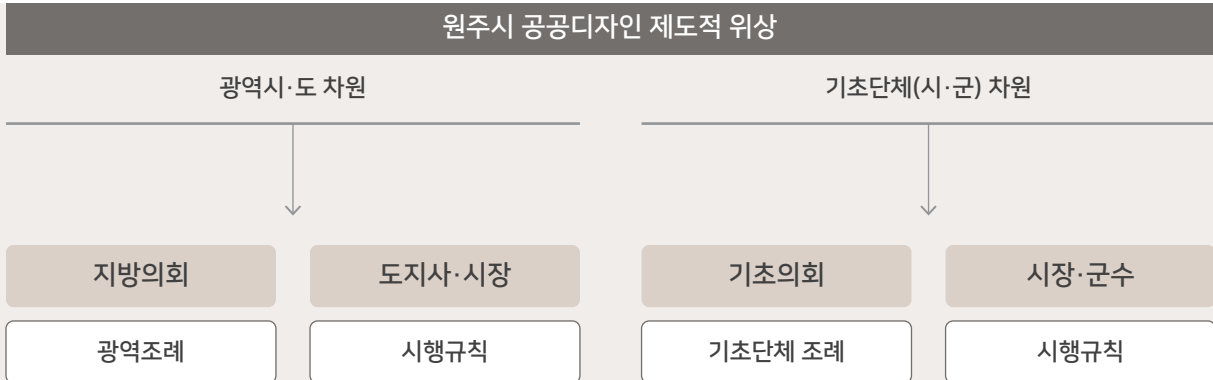 원주시 공공디자인 제도적 위상
광역시·도 차원
기초단체(시·군) 차원
지방의회
도지사·시장
기초의회
시장·군수
광역조례
시행규칙
기초단체 조례
시행규칙